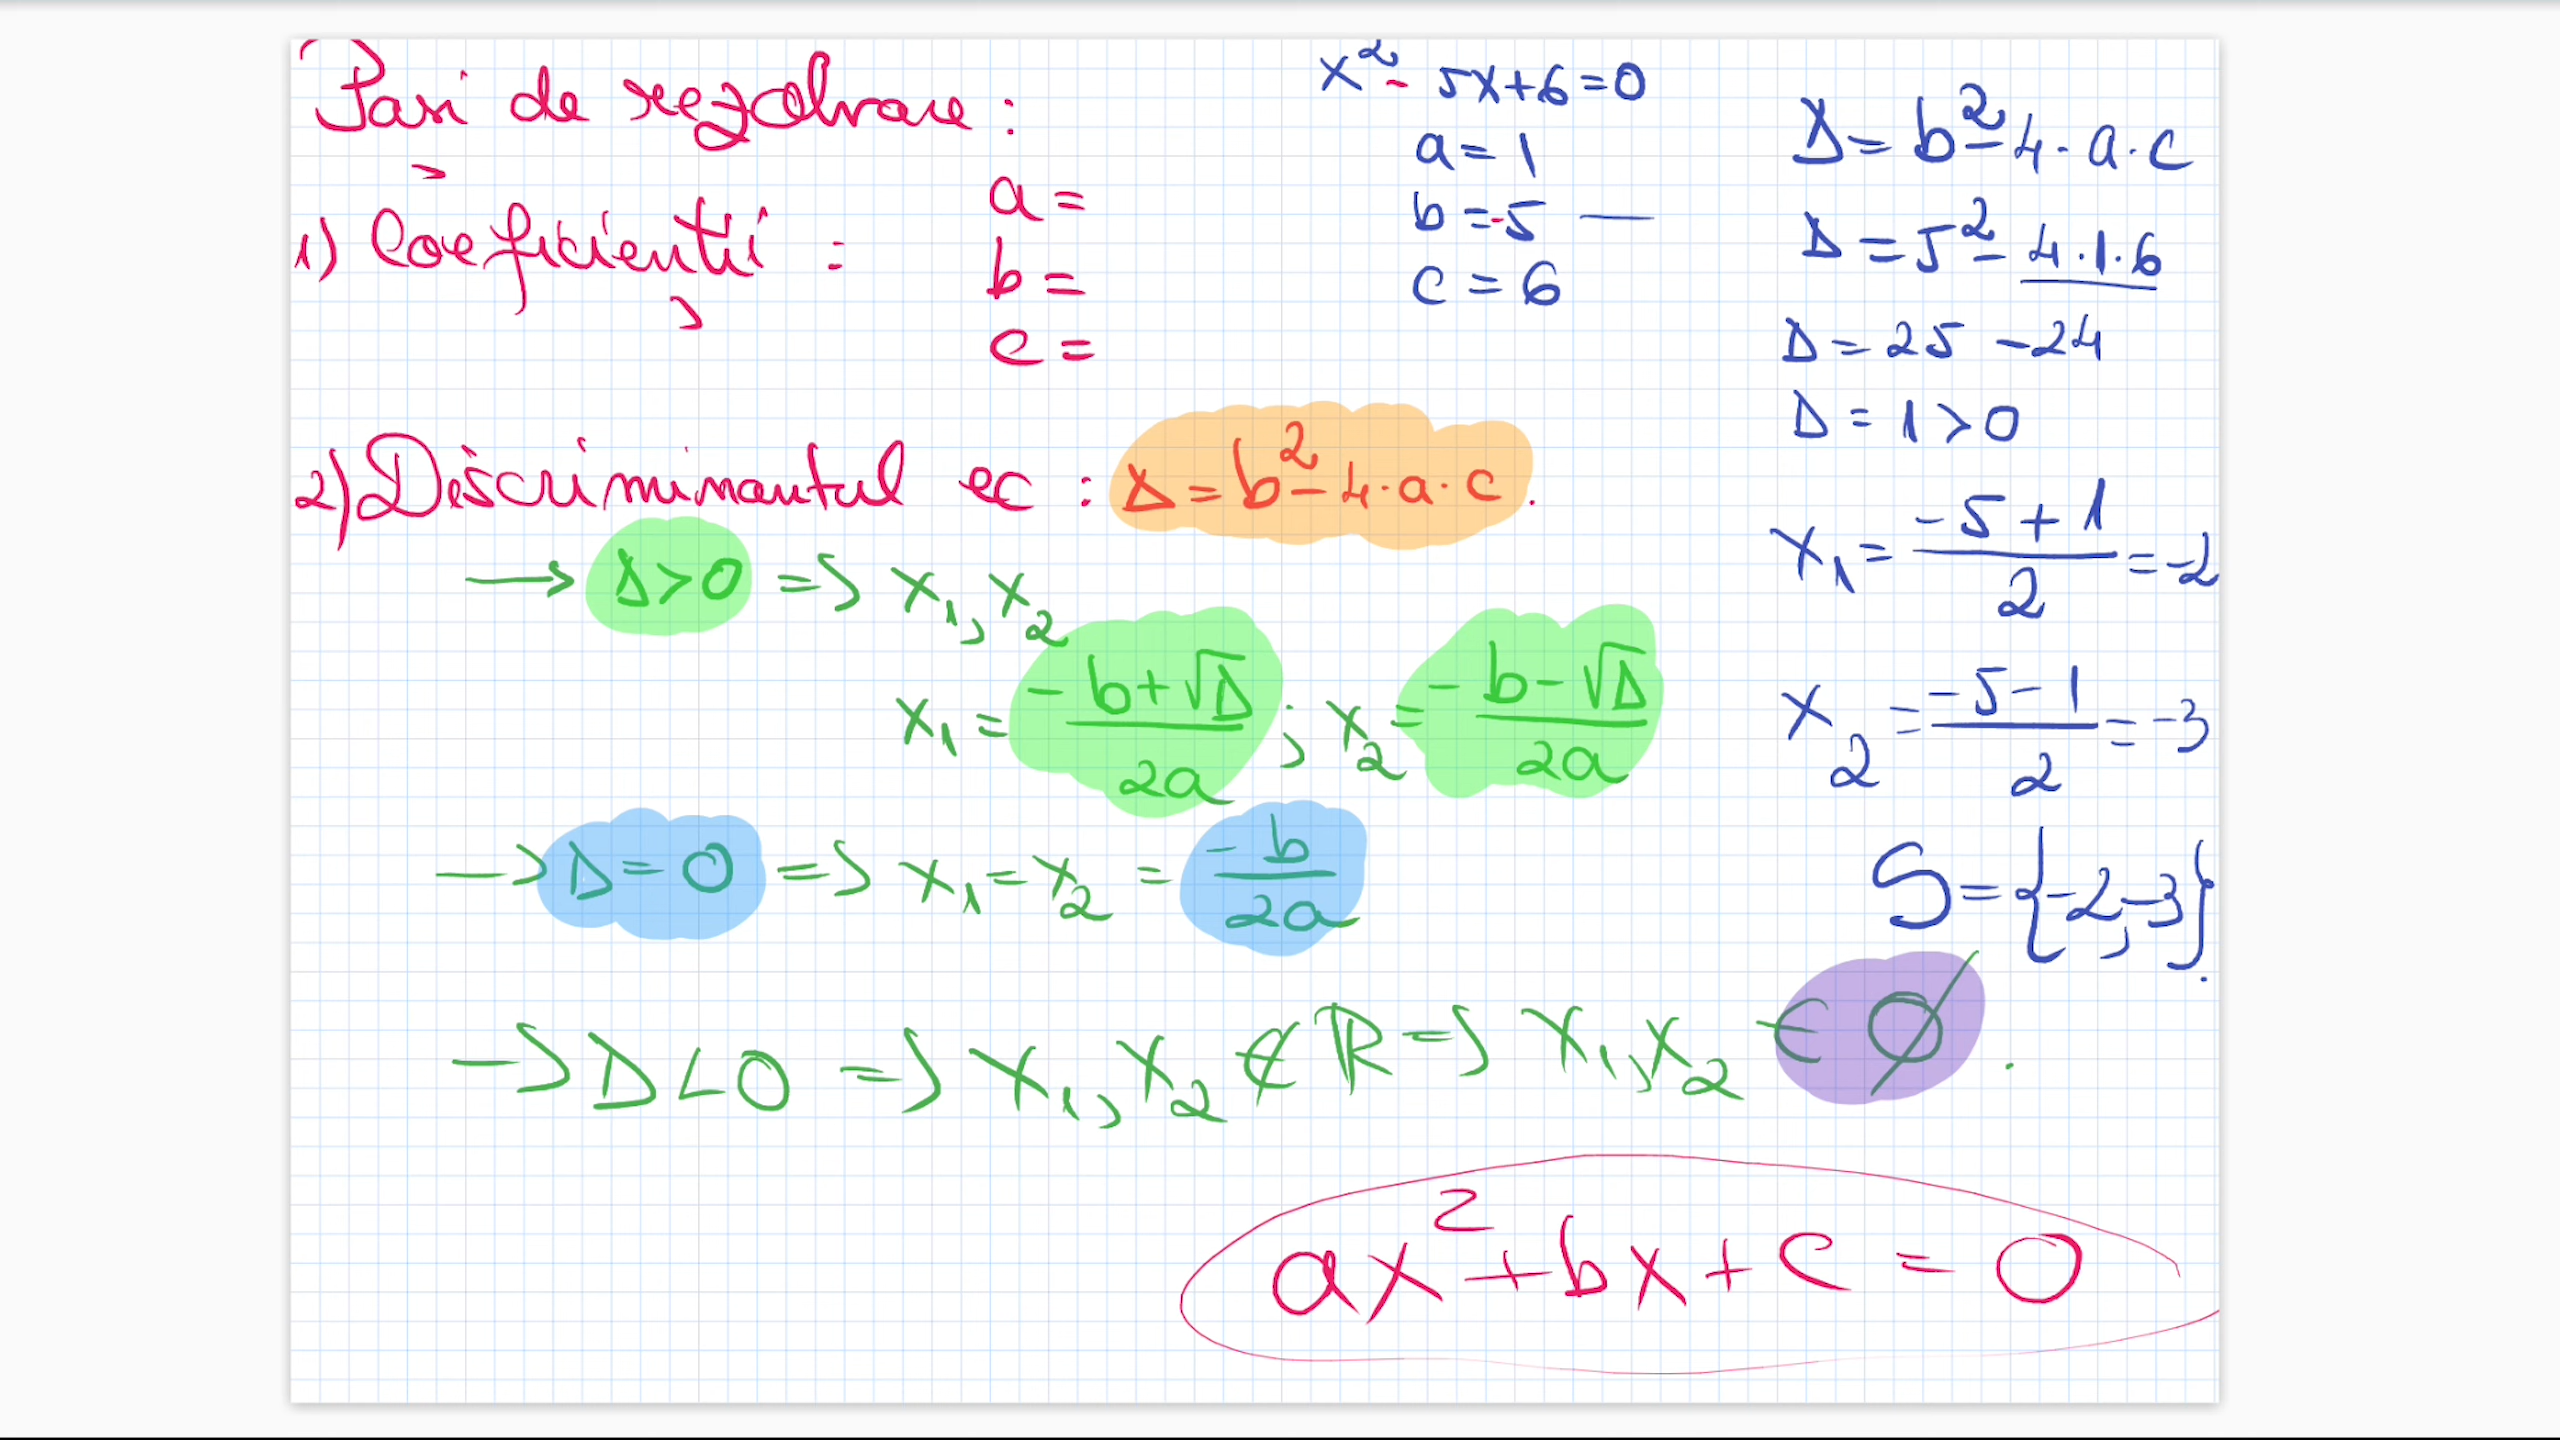 Pași de rezolvare :
1) Coeficienții :
a =
b =
c =
x² - 5x+6 = 0
a = 1
b = -5 —
c = 6
Δ = b² - 4 · a · c
Δ = 5² - 4 · 1 · 6
Δ = 25 - 24
Δ = 1 > 0
x₁ = (-5 + 1)/2 = -2
x₂ = (-5 - 1)/2 = -3
S = {-2, -3}.
2) Discriminantul ec : Δ = b² - 4 · a · c .
→ Δ > 0 => x₁, x₂
x₁ = (-b + √Δ)/2a ; x₂ = (-b - √Δ)/2a
→ Δ = 0 => x₁ = x₂ = -b/2a
→ Δ < 0 => x₁, x₂ ∉ ℝ => x₁, x₂ ∈ ∅ .
ax² + bx + c = 0